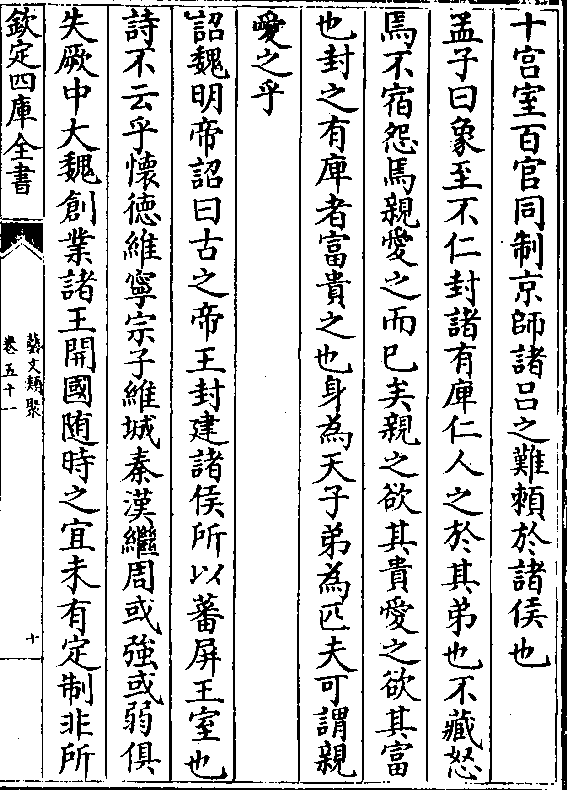 十宫室百官同制京師諸吕之難賴於諸侯也
孟子曰象至不仁封諸有庳仁人之於其弟也不藏怒
焉不宿怨焉親愛之而已矣親之欲其貴愛之欲其富
也封之有庳者富貴之也身為天子弟為匹夫可謂親
愛之乎
詔魏明帝詔曰古之帝王封建諸侯所以蕃屏王室也
詩不云乎懷徳維寧宗子維城秦漢繼周或強或弱俱
失厥中大魏創業諸王開國随時之宜未有定制非所
欽定四庫全書
藝文類聚
卷五十一
十